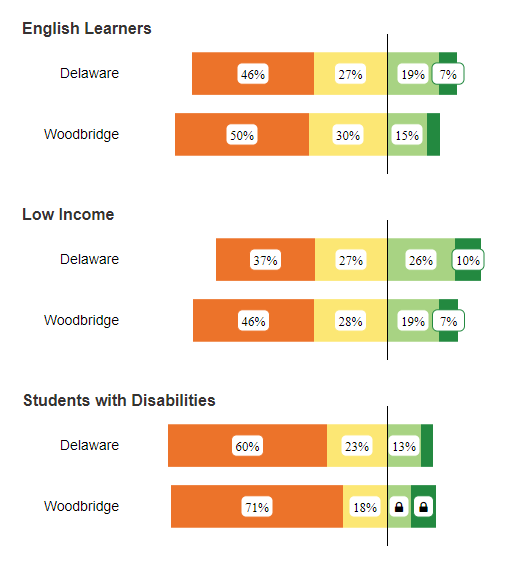 English Learners
Delaware 46% 27% 19% 7%
Woodbridge 50% 30% 15%
Low Income
Delaware 37% 27% 26% 10%
Woodbridge 46% 28% 19% 7%
Students with Disabilities
Delaware 60% 23% 13%
Woodbridge 71% 18%